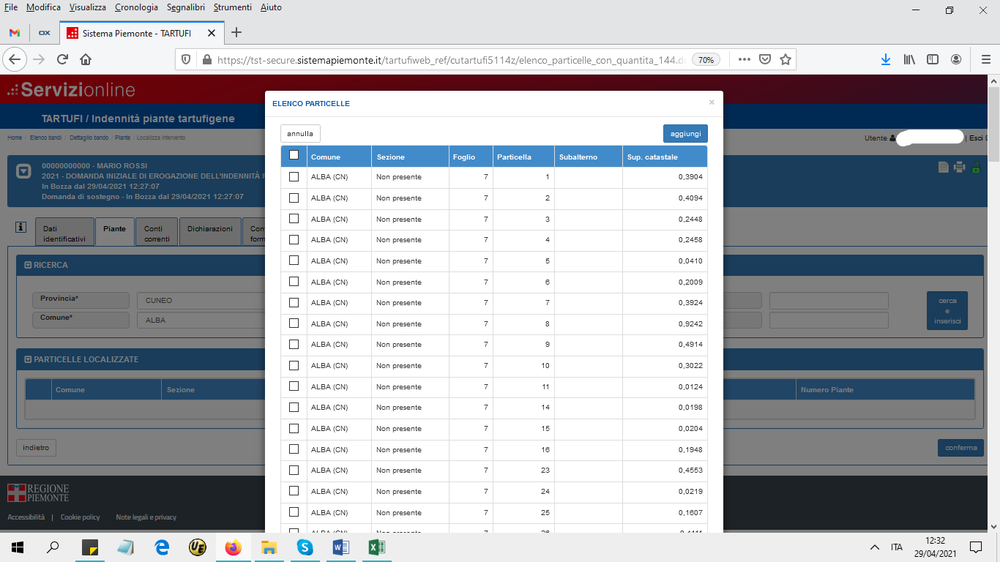 File Modifica Visualizza Cronologia Segnalibri Strumenti Aiuto
Sistema Piemonte - TARTUFI
https://tst-secure.sistemapiemonte.it/tartufiweb_ref/cutartufi5114z/elenco_particelle_con_quantita_144.do 70%
Servizionline
TARTUFI / Indennità piante tartufigene
Home / Elenco bandi / Dettaglio bando / Piante / Localizza intervento
Utente | Esci
00000000000 - MARIO ROSSI
2021 - DOMANDA INIZIALE DI EROGAZIONE DELL'INDENNITÀ
In Bozza dal 29/04/2021 12:27:07
Domanda di sostegno - In Bozza dal 29/04/2021 12:27:07
Dati identificativi
Piante
Conti correnti
Dichiarazioni
RICERCA
Provincia* CUNEO
Comune* ALBA
cerca e inserisci
PARTICELLE LOCALIZZATE
Comune Sezione Numero Piante
indietro conferma
REGIONE PIEMONTE
Accessibilità | Cookie policy Note legali e privacy
ELENCO PARTICELLE ×
annulla aggiungi
Comune Sezione Foglio Particella Subalterno Sup. catastale
ALBA (CN) Non presente 7 1 0,3904
ALBA (CN) Non presente 7 2 0,4094
ALBA (CN) Non presente 7 3 0,2448
ALBA (CN) Non presente 7 4 0,2458
ALBA (CN) Non presente 7 5 0,0410
ALBA (CN) Non presente 7 6 0,2009
ALBA (CN) Non presente 7 7 0,3924
ALBA (CN) Non presente 7 8 0,9242
ALBA (CN) Non presente 7 9 0,4914
ALBA (CN) Non presente 7 10 0,3022
ALBA (CN) Non presente 7 11 0,0124
ALBA (CN) Non presente 7 14 0,0198
ALBA (CN) Non presente 7 15 0,0204
ALBA (CN) Non presente 7 16 0,1948
ALBA (CN) Non presente 7 23 0,4553
ALBA (CN) Non presente 7 24 0,0219
ALBA (CN) Non presente 7 25 0,1607
ITA
12:32
29/04/2021